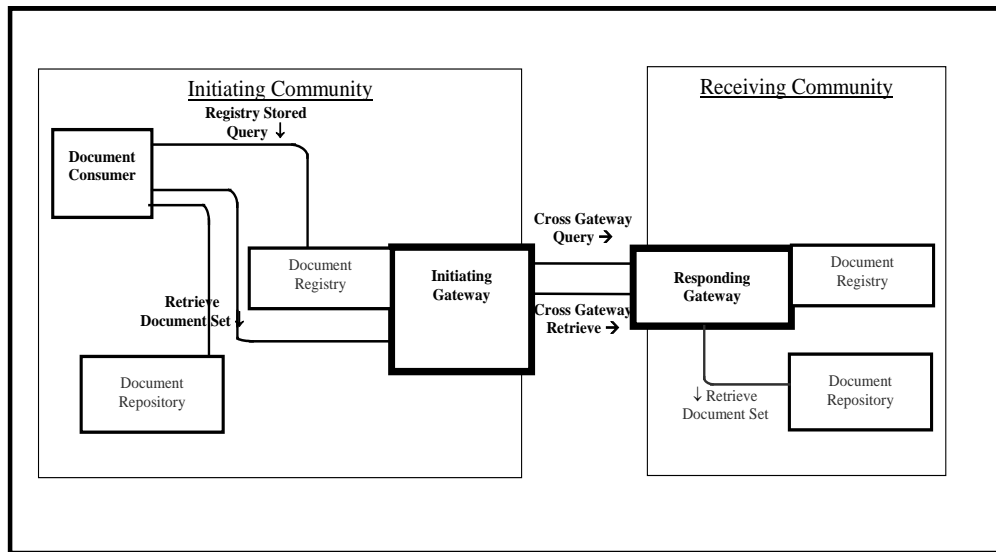 Initiating Community
Registry Stored
Query ↓
Document
Consumer
Document
Registry
Initiating
Gateway
Retrieve
Document Set ↓
Document
Repository
Cross Gateway
Query →
Cross Gateway
Retrieve →
Receiving Community
Responding
Gateway
Document
Registry
↓ Retrieve
Document Set
Document
Repository